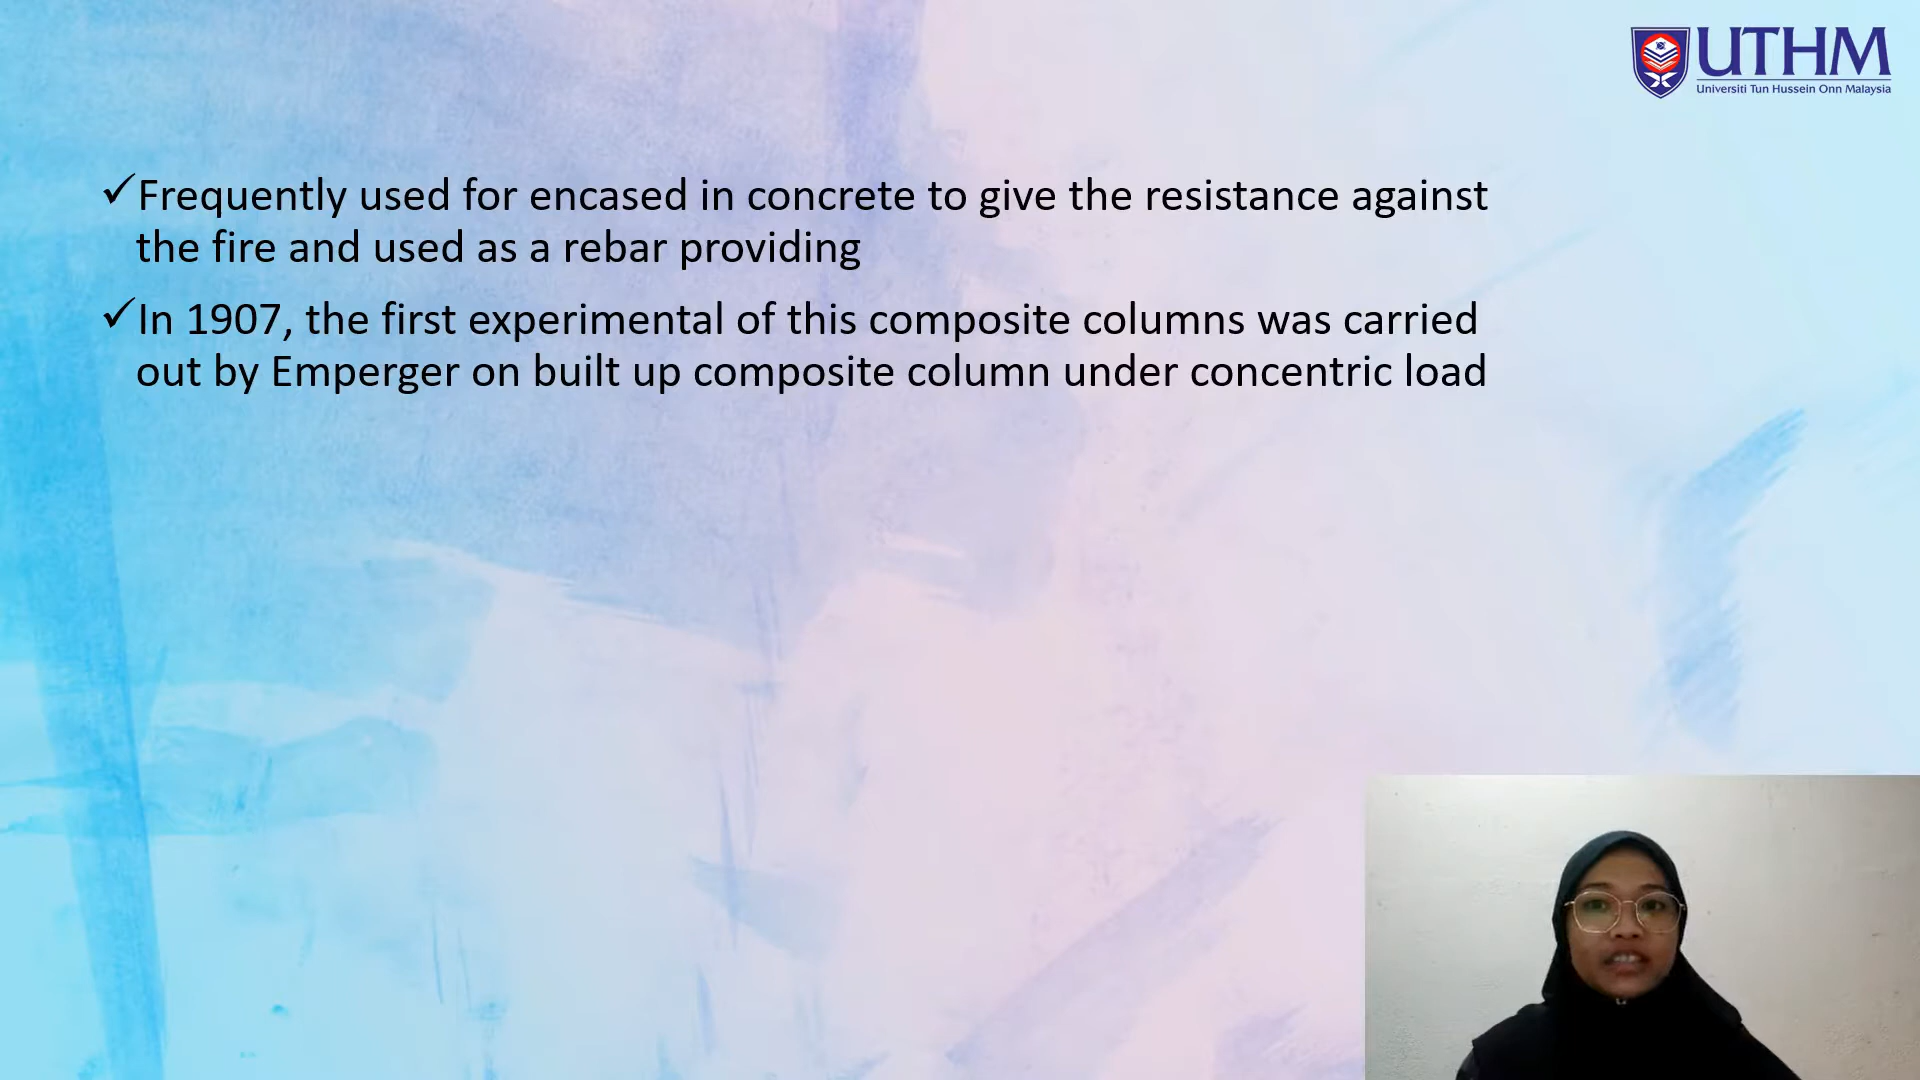 UTHM
Universiti Tun Hussein Onn Malaysia
✓Frequently used for encased in concrete to give the resistance against
the fire and used as a rebar providing
✓In 1907, the first experimental of this composite columns was carried
out by Emperger on built up composite column under concentric load